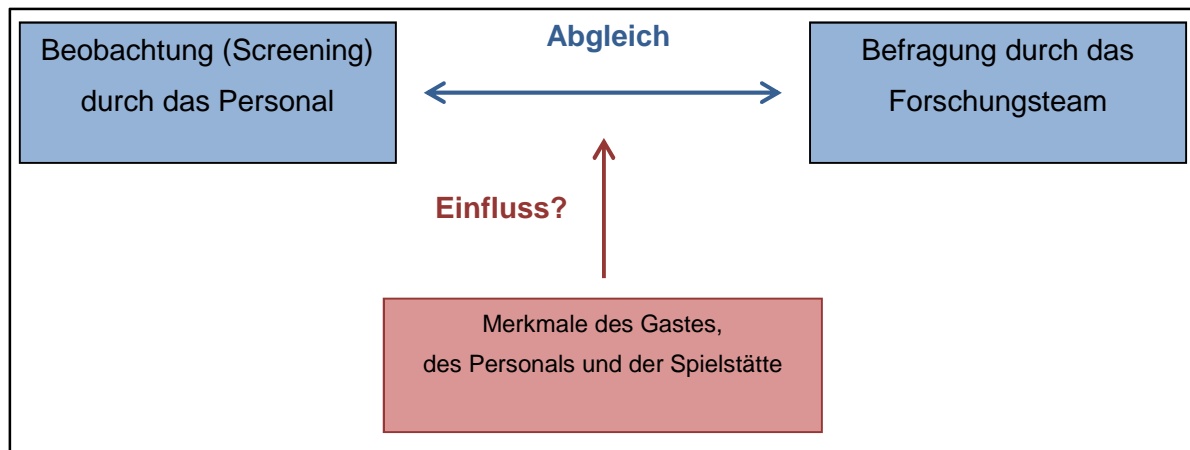 Beobachtung (Screening)
durch das Personal
Abgleich
Befragung durch das
Forschungsteam
Einfluss?
Merkmale des Gastes,
des Personals und der Spielstätte